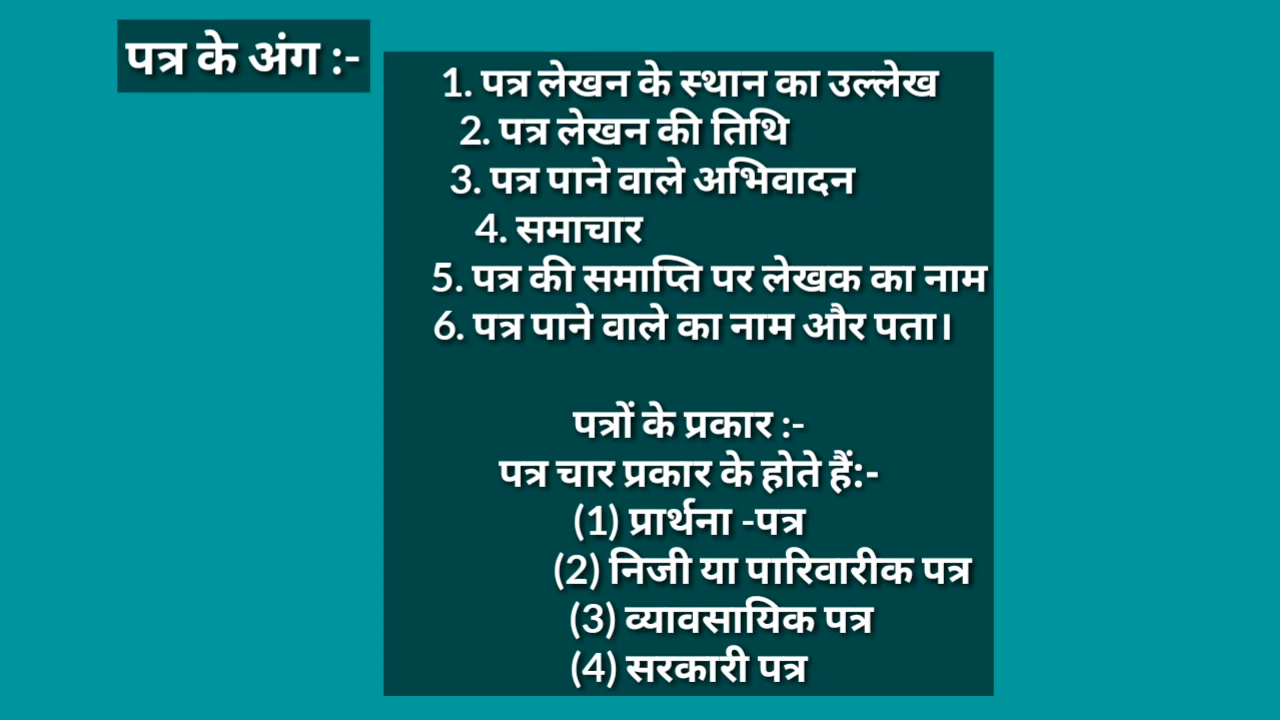 पत्र के अंग :-
1. पत्र लेखन के स्थान का उल्लेख
2. पत्र लेखन की तिथि
3. पत्र पाने वाले अभिवादन
4. समाचार
5. पत्र की समाप्ति पर लेखक का नाम
6. पत्र पाने वाले का नाम और पता।
पत्रों के प्रकार :-
पत्र चार प्रकार के होते हैं:-
(1) प्रार्थना -पत्र
(2) निजी या पारिवारीक पत्र
(3) व्यावसायिक पत्र
(4) सरकारी पत्र